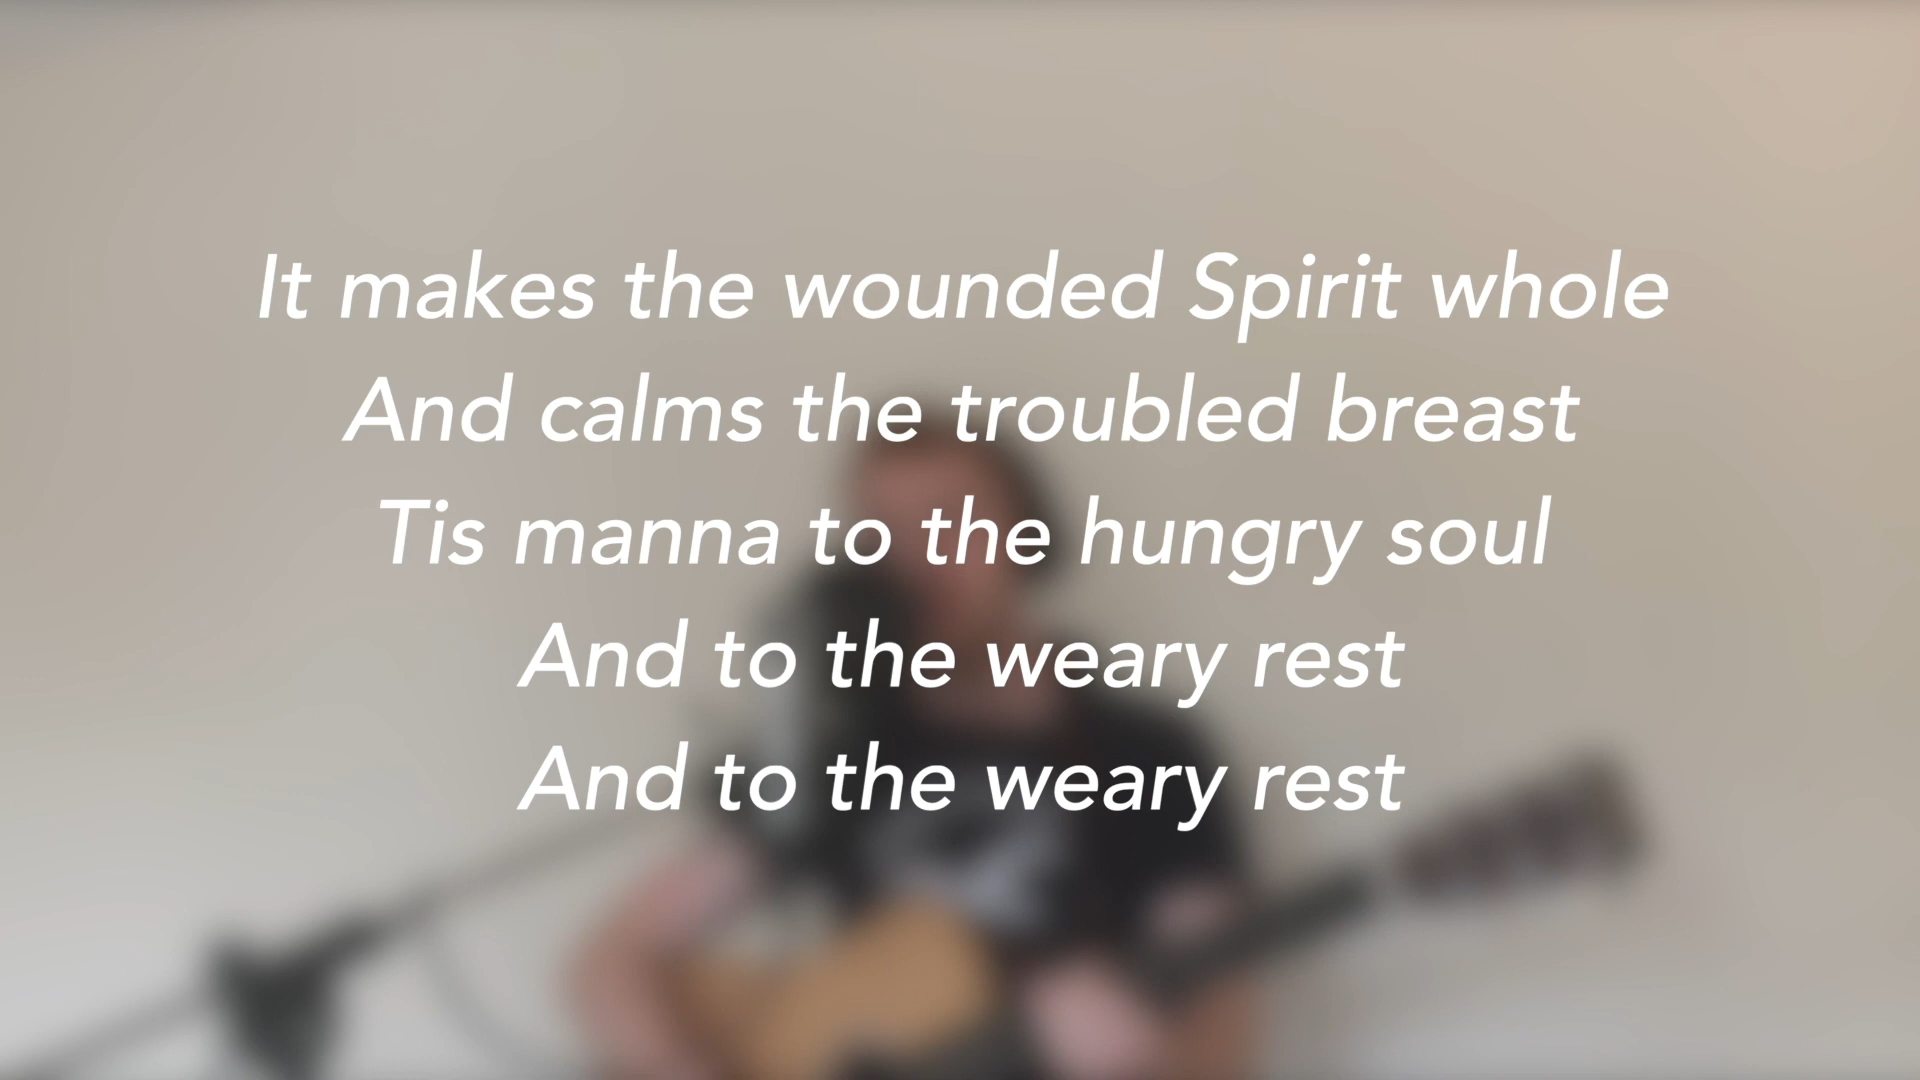 It makes the wounded Spirit whole
And calms the troubled breast
Tis manna to the hungry soul
And to the weary rest
And to the weary rest